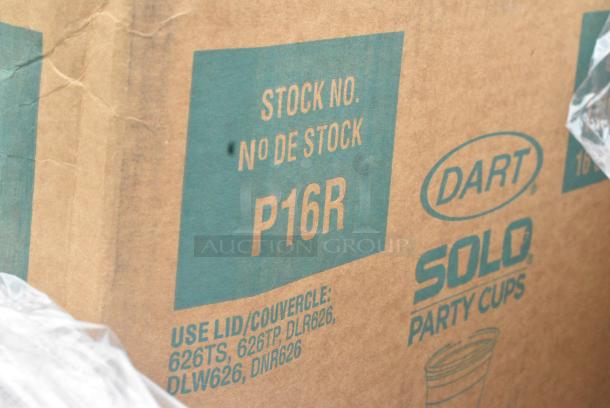 STOCK NO.
Nº DE STOCK
P16R
AUCTION GROUP
USE LID/COUVERCLE:
626TS, 626TP, DLR626,
DLW626, DNR626
DART
SOLO
PARTY CUPS
16